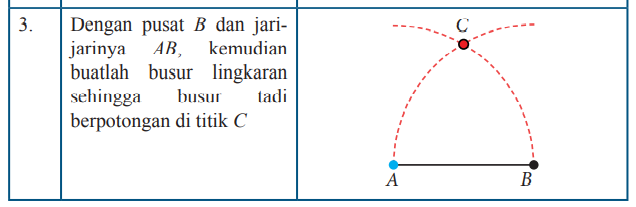 3.
Dengan pusat B dan jari-
jarinya AB, kemudian
buatlah busur lingkaran
sehingga busur tadi
berpotongan di titik C
C
A
B